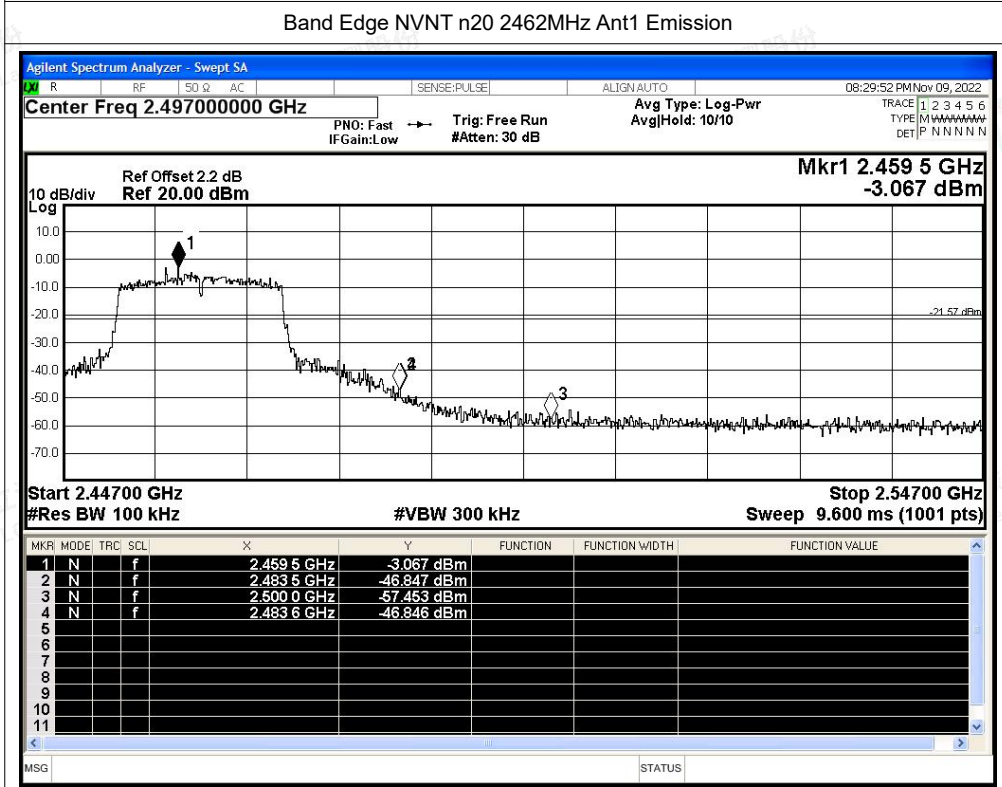 Band Edge NVNT n20 2462MHz Ant1 Emission
Agilent Spectrum Analyzer - Swept SA
LXI R RF 50 Ω AC SENSE:PULSE ALIGN AUTO 08:29:52 PM Nov 09, 2022
Center Freq 2.497000000 GHz Avg Type: Log-Pwr TRACE 1 2 3 4 5 6
PNO: Fast Trig: Free Run Avg|Hold: 10/10 TYPE M WWWWW
IFGain:Low #Atten: 30 dB DET P N N N N N
Mkr1 2.459 5 GHz
Ref Offset 2.2 dB
10 dB/div Ref 20.00 dBm -3.067 dBm
Log
10.0
1
0.00
-10.0
-20.0
-21.57 dBm
-30.0
-40.0
-50.0
3
-60.0
-70.0
Start 2.44700 GHz Stop 2.54700 GHz
#Res BW 100 kHz #VBW 300 kHz Sweep 9.600 ms (1001 pts)
MKR MODE TRC SCL X Y FUNCTION FUNCTION WIDTH FUNCTION VALUE
1 N f 2.459 5 GHz -3.067 dBm
2 N f 2.483 5 GHz -46.847 dBm
3 N f 2.500 0 GHz -57.453 dBm
4 N f 2.483 6 GHz -46.846 dBm
5
6
7
8
9
10
11
MSG STATUS